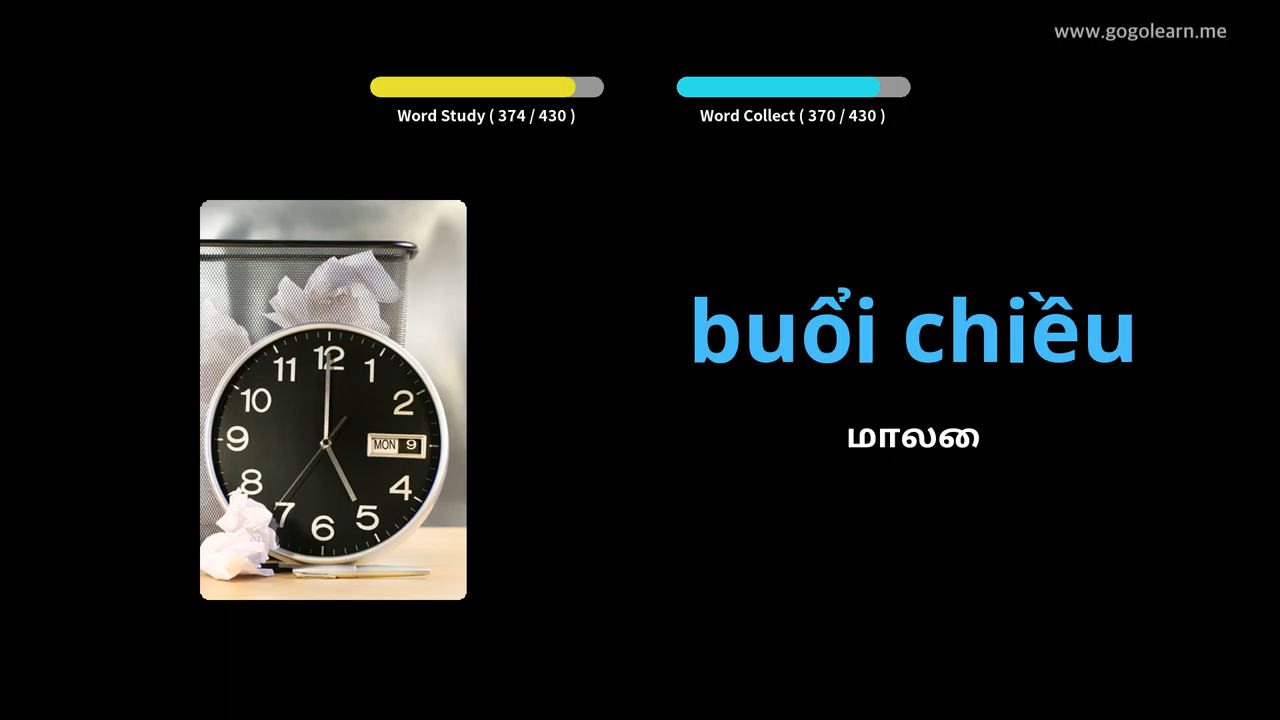 www.gogolearn.me
Word Study ( 374 / 430 )
Word Collect ( 370 / 430 )
12
11 1
10 2
9 MON 9
8 4
7 5
6
buổi chiều
மாலை